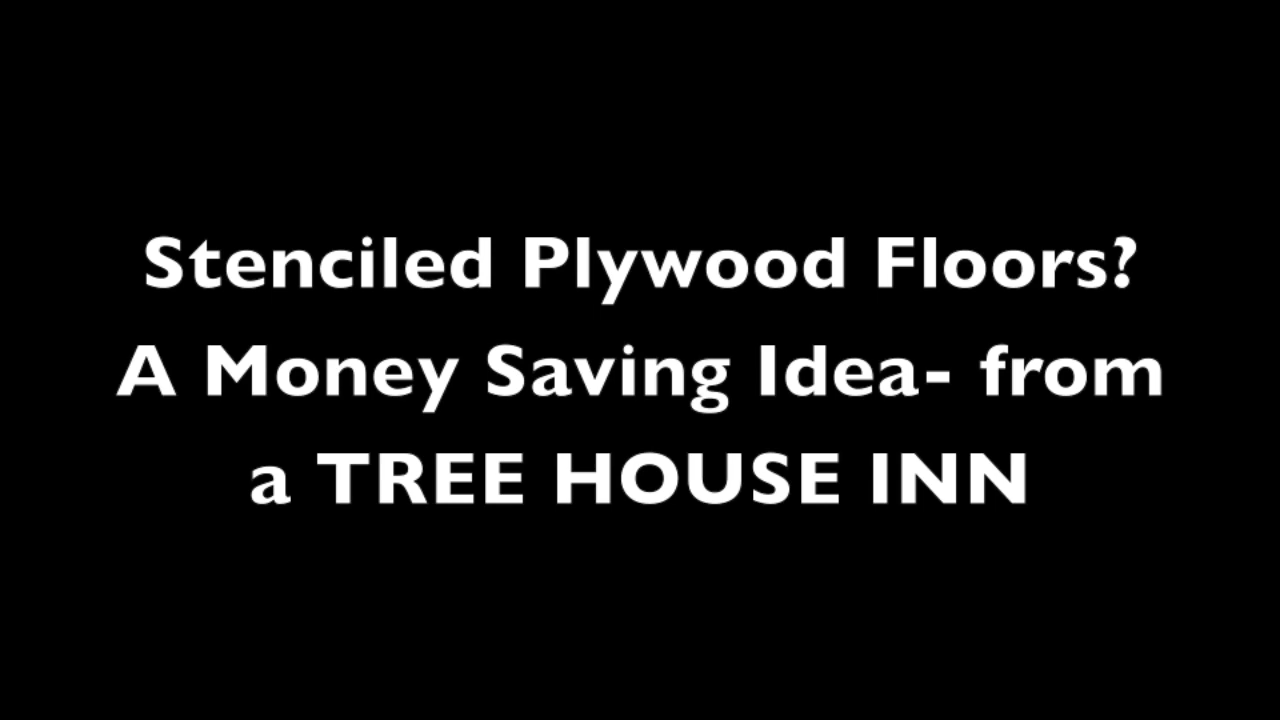 Stenciled Plywood Floors?
A Money Saving Idea- from
a TREE HOUSE INN